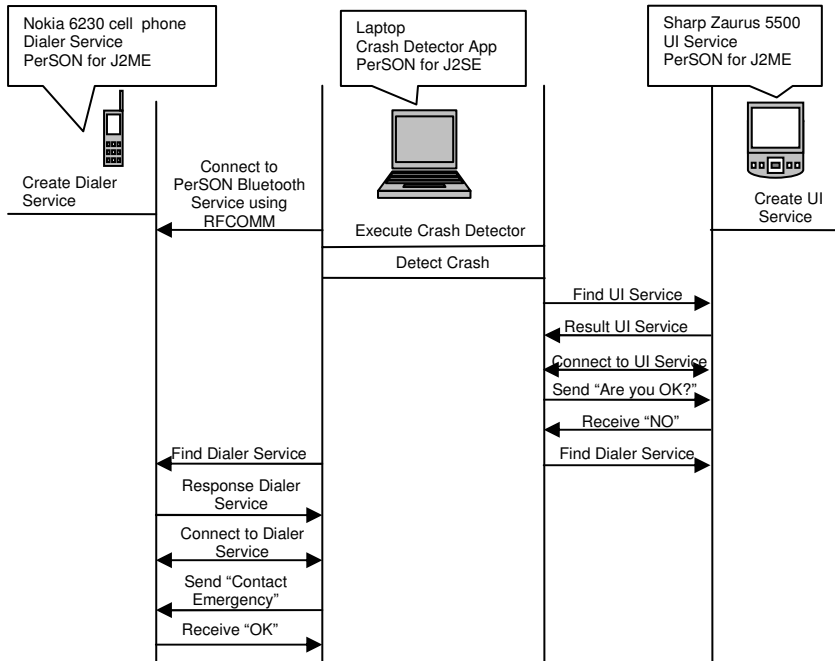 Nokia 6230 cell phone
Dialer Service
PerSON for J2ME
Laptop
Crash Detector App
PerSON for J2SE
Sharp Zaurus 5500
UI Service
PerSON for J2ME
Create Dialer
Service
Connect to
PerSON Bluetooth
Service using
RFCOMM
Create UI
Service
Execute Crash Detector
Detect Crash
Find UI Service
Result UI Service
Connect to UI Service
Send “Are you OK?”
Receive “NO”
Find Dialer Service
Find Dialer Service
Response Dialer
Service
Connect to Dialer
Service
Send “Contact
Emergency”
Receive “OK”